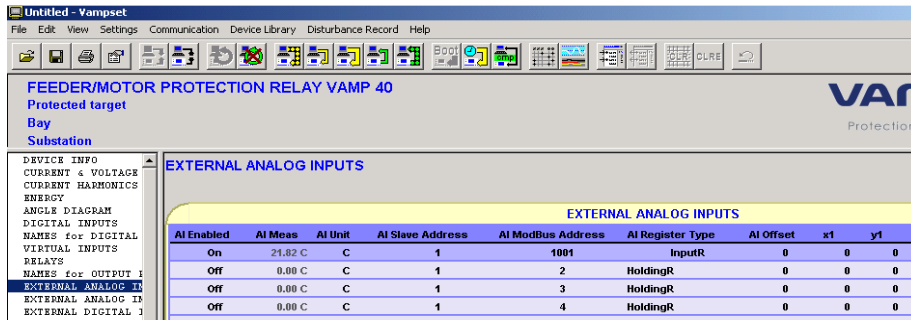 Untitled - Vampset
File Edit View Settings Communication Device Library Disturbance Record Help
Boot cmp CLR CLRE
FEEDER/MOTOR PROTECTION RELAY VAMP 40
Protected target
Bay
Substation
Protection
DEVICE INFO
CURRENT & VOLTAGE
CURRENT HARMONICS
ENERGY
ANGLE DIAGRAM
DIGITAL INPUTS
NAMES for DIGITAL
VIRTUAL INPUTS
RELAYS
NAMES for OUTPUT
EXTERNAL ANALOG IN
EXTERNAL ANALOG IN
EXTERNAL DIGITAL
EXTERNAL ANALOG INPUTS
EXTERNAL ANALOG INPUTS
AI Enabled AI Meas AI Unit AI Slave Address AI ModBus Address AI Register Type AI Offset x1 y1
On 21.82 C C 1 1001 InputR 0 0 0
Off 0.00 C C 1 2 HoldingR 0 0 0
Off 0.00 C C 1 3 HoldingR 0 0 0
Off 0.00 C C 1 4 HoldingR 0 0 0